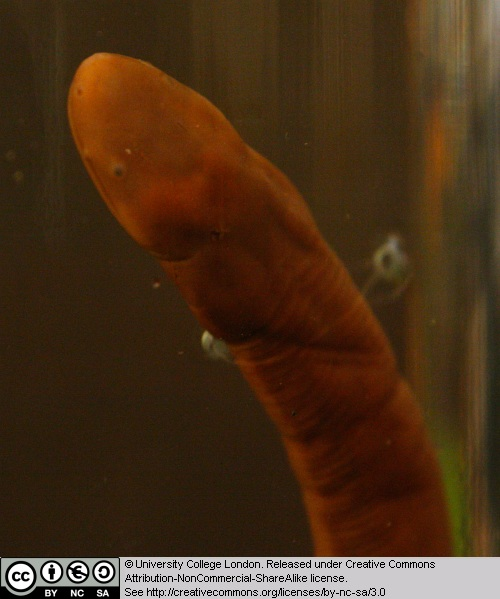 © University College London. Released under Creative Commons
Attribution-NonCommercial-ShareAlike license.
See http://creativecommons.org/licenses/by-nc-sa/3.0
cc BY NC SA